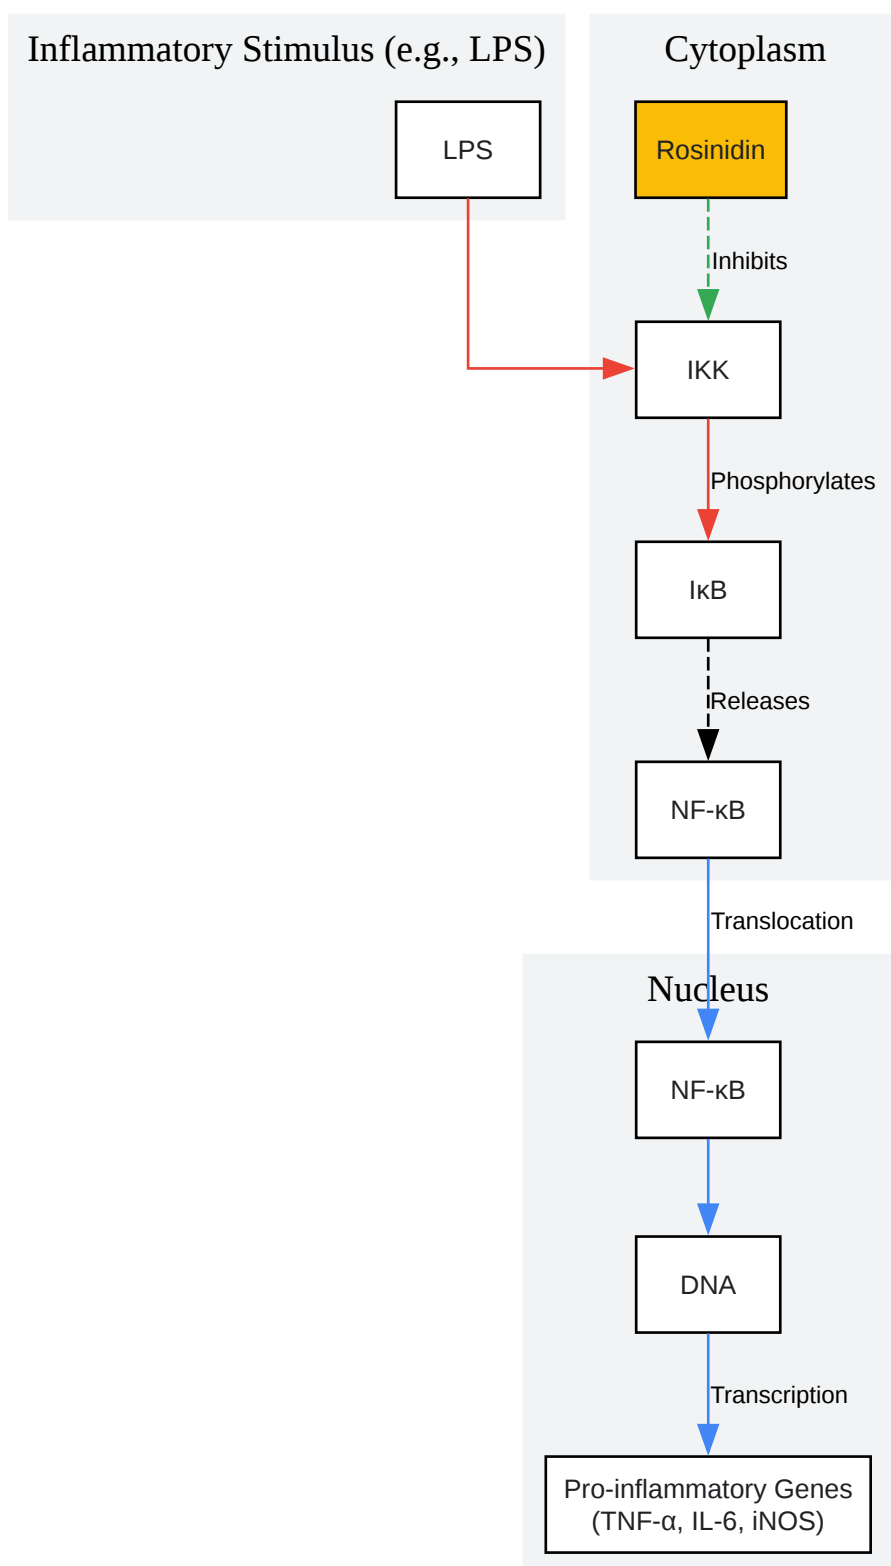 Inflammatory Stimulus (e.g., LPS)
Cytoplasm
LPS
Rosinidin
Inhibits
IKK
Phosphorylates
IκB
Releases
NF-κB
Translocation
Nucleus
NF-κB
DNA
Transcription
Pro-inflammatory Genes
(TNF-α, IL-6, iNOS)